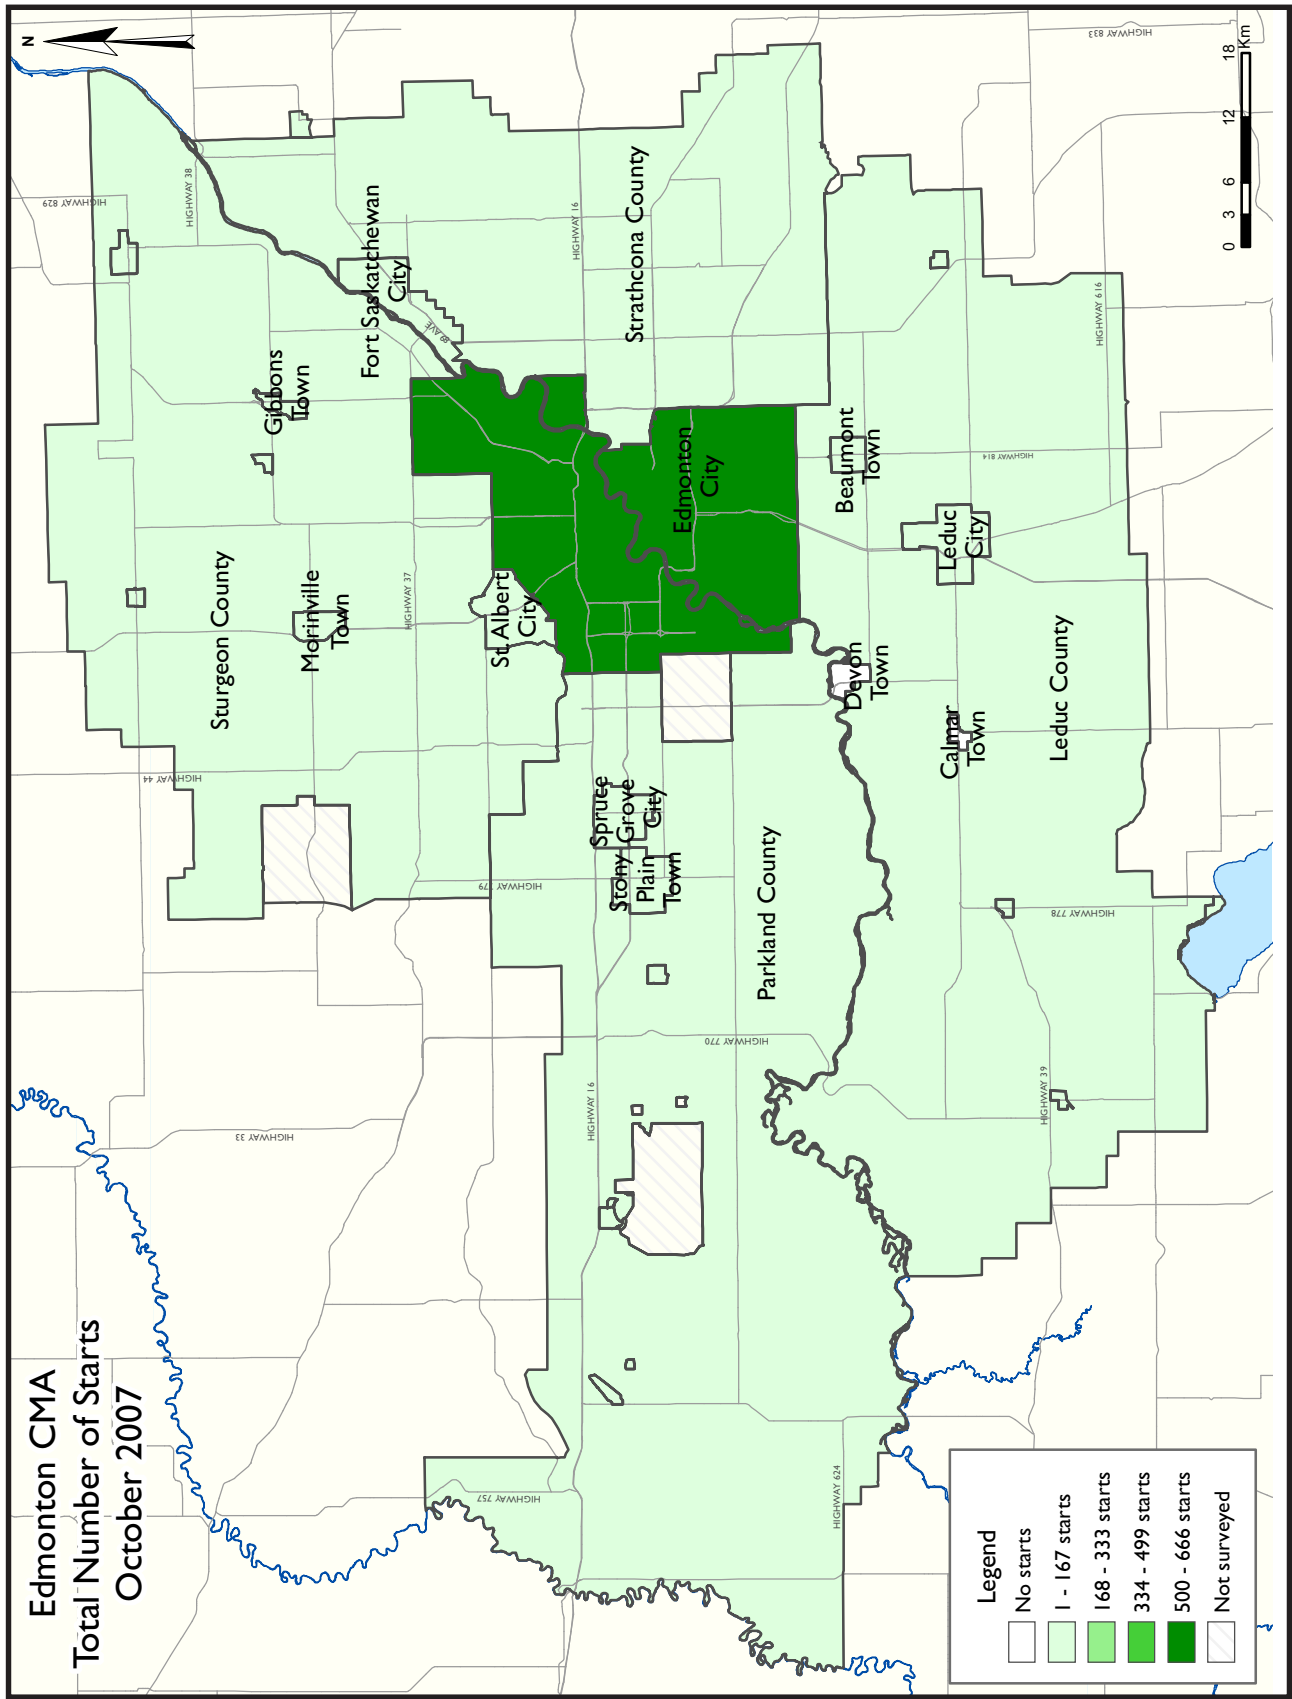 Edmonton CMA
Total Number of Starts
October 2007
N
HIGHWAY 829
HIGHWAY 38
HIGHWAY 833
Fort Saskatchewan
City
89 AVE
HIGHWAY 16
Strathcona County
HIGHWAY 616
Gibbons
Town
Edmonton
City
Beaumont
Town
HIGHWAY 814
Leduc
City
Sturgeon County
Morinville
Town
HIGHWAY 37
St. Albert
City
Devon
Town
Calmar
Town
Leduc County
HIGHWAY 44
Spruce
Grove
City
Stony
Plain
Town
HIGHWAY 779
Parkland County
HIGHWAY 778
HIGHWAY 770
HIGHWAY 16
HIGHWAY 39
HIGHWAY 33
HIGHWAY 757
HIGHWAY 624
0 3 6 12 18
Km
Legend
No starts
1 - 167 starts
168 - 333 starts
334 - 499 starts
500 - 666 starts
Not surveyed